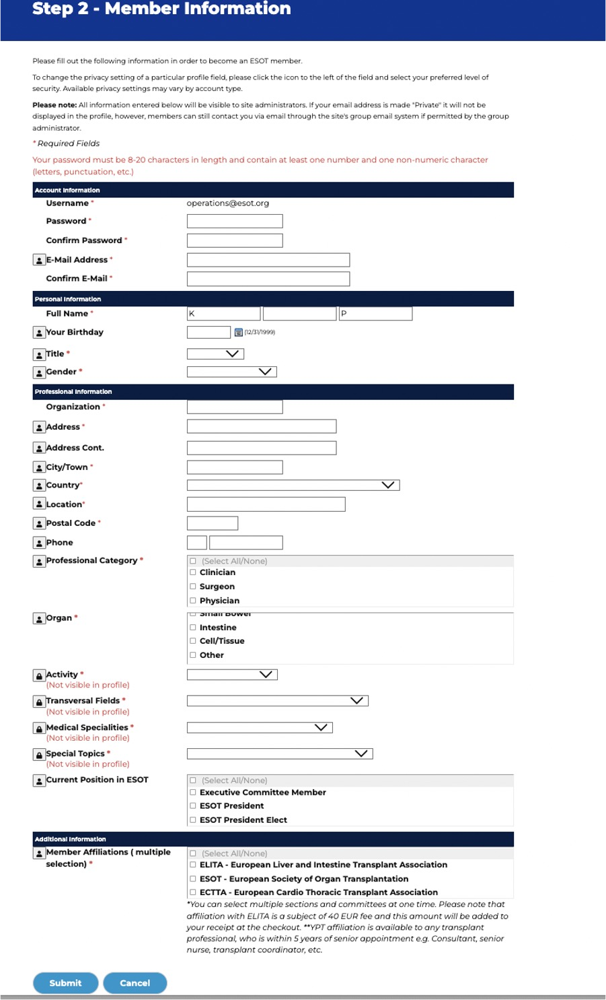 Step 2 - Member Information
Please fill out the following information in order to become an ESOT member.
To change the privacy setting of a particular profile field, please click the icon to the left of the field and select your preferred level of
security. Available privacy settings may vary by account type.
Please note: All information entered below will be visible to site administrators. If your email address is made "Private" it will not be
displayed in the profile, however, members can still contact you via email through the site's group email system if permitted by the group
administrator.
* Required Fields
Your password must be 8-20 characters in length and contain at least one number and one non-numeric character
(letters, punctuation, etc.)
Account Information
Username * operations@esot.org
Password *
Confirm Password *
E-Mail Address *
Confirm E-Mail *
Personal Information
Full Name * K P
Your Birthday (12/31/1999)
Title *
Gender *
Professional Information
Organization *
Address *
Address Cont.
City/Town *
Country*
Location*
Postal Code *
Phone
Professional Category * (Select All/None)
Clinician
Surgeon
Physician
Organ * Small Bowel
Intestine
Cell/Tissue
Other
Activity *
(Not visible in profile)
Transversal Fields *
(Not visible in profile)
Medical Specialities *
(Not visible in profile)
Special Topics *
(Not visible in profile)
Current Position in ESOT (Select All/None)
Executive Committee Member
ESOT President
ESOT President Elect
Additional Information
Member Affiliations ( multiple (Select All/None)
selection) * ELITA - European Liver and Intestine Transplant Association
ESOT - European Society of Organ Transplantation
ECTTA - European Cardio Thoracic Transplant Association
*You can select multiple sections and committees at one time. Please note that
affiliation with ELITA is a subject of 40 EUR fee and this amount will be added to
your receipt at the checkout. **YPT affiliation is available to any transplant
professional, who is within 5 years of senior appointment e.g. Consultant, senior
nurse, transplant coordinator, etc.
Submit Cancel